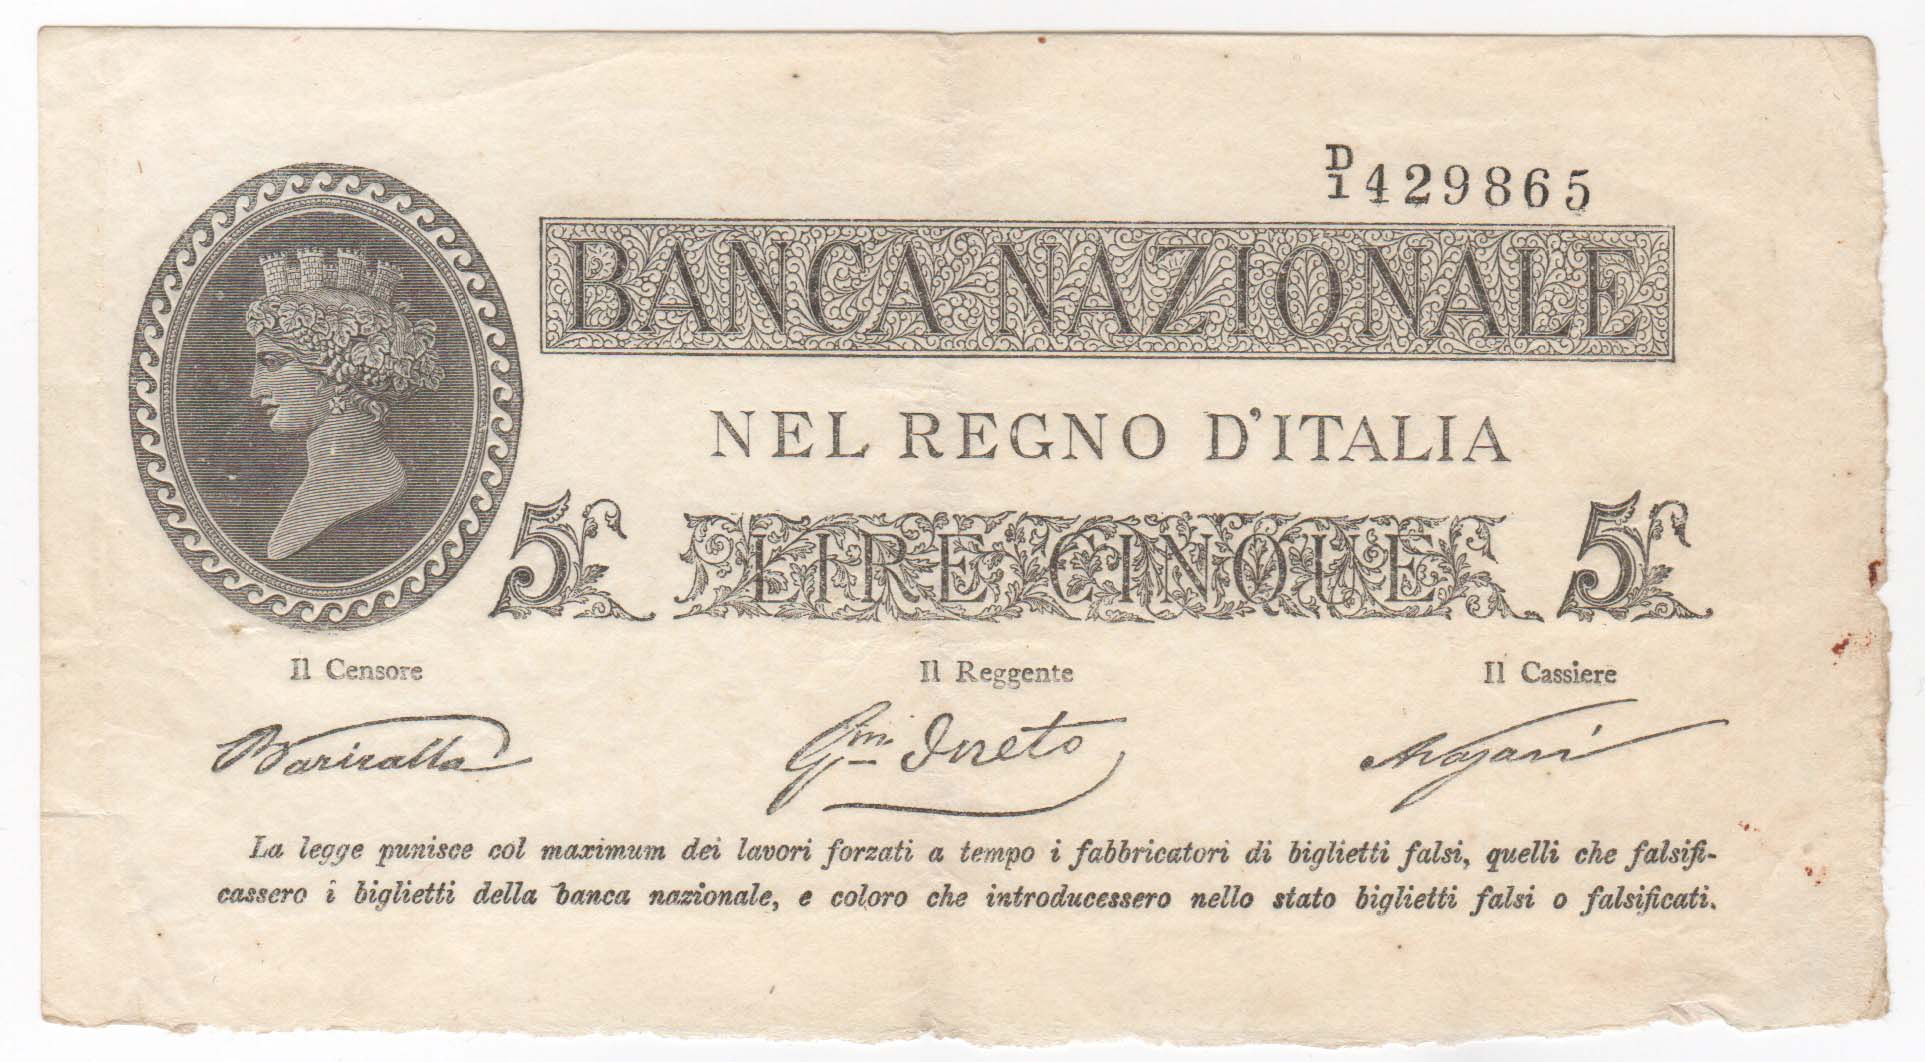 D/1 429865
BANCA NAZIONALE
NEL REGNO D'ITALIA
5 LIRE CINQUE 5
Il Censore Il Reggente Il Cassiere
La legge punisce col maximum dei lavori forzati a tempo i fabbricatori di biglietti falsi, quelli che falsifi-
cassero i biglietti della banca nazionale, e coloro che introducessero nello stato biglietti falsi o falsificati.